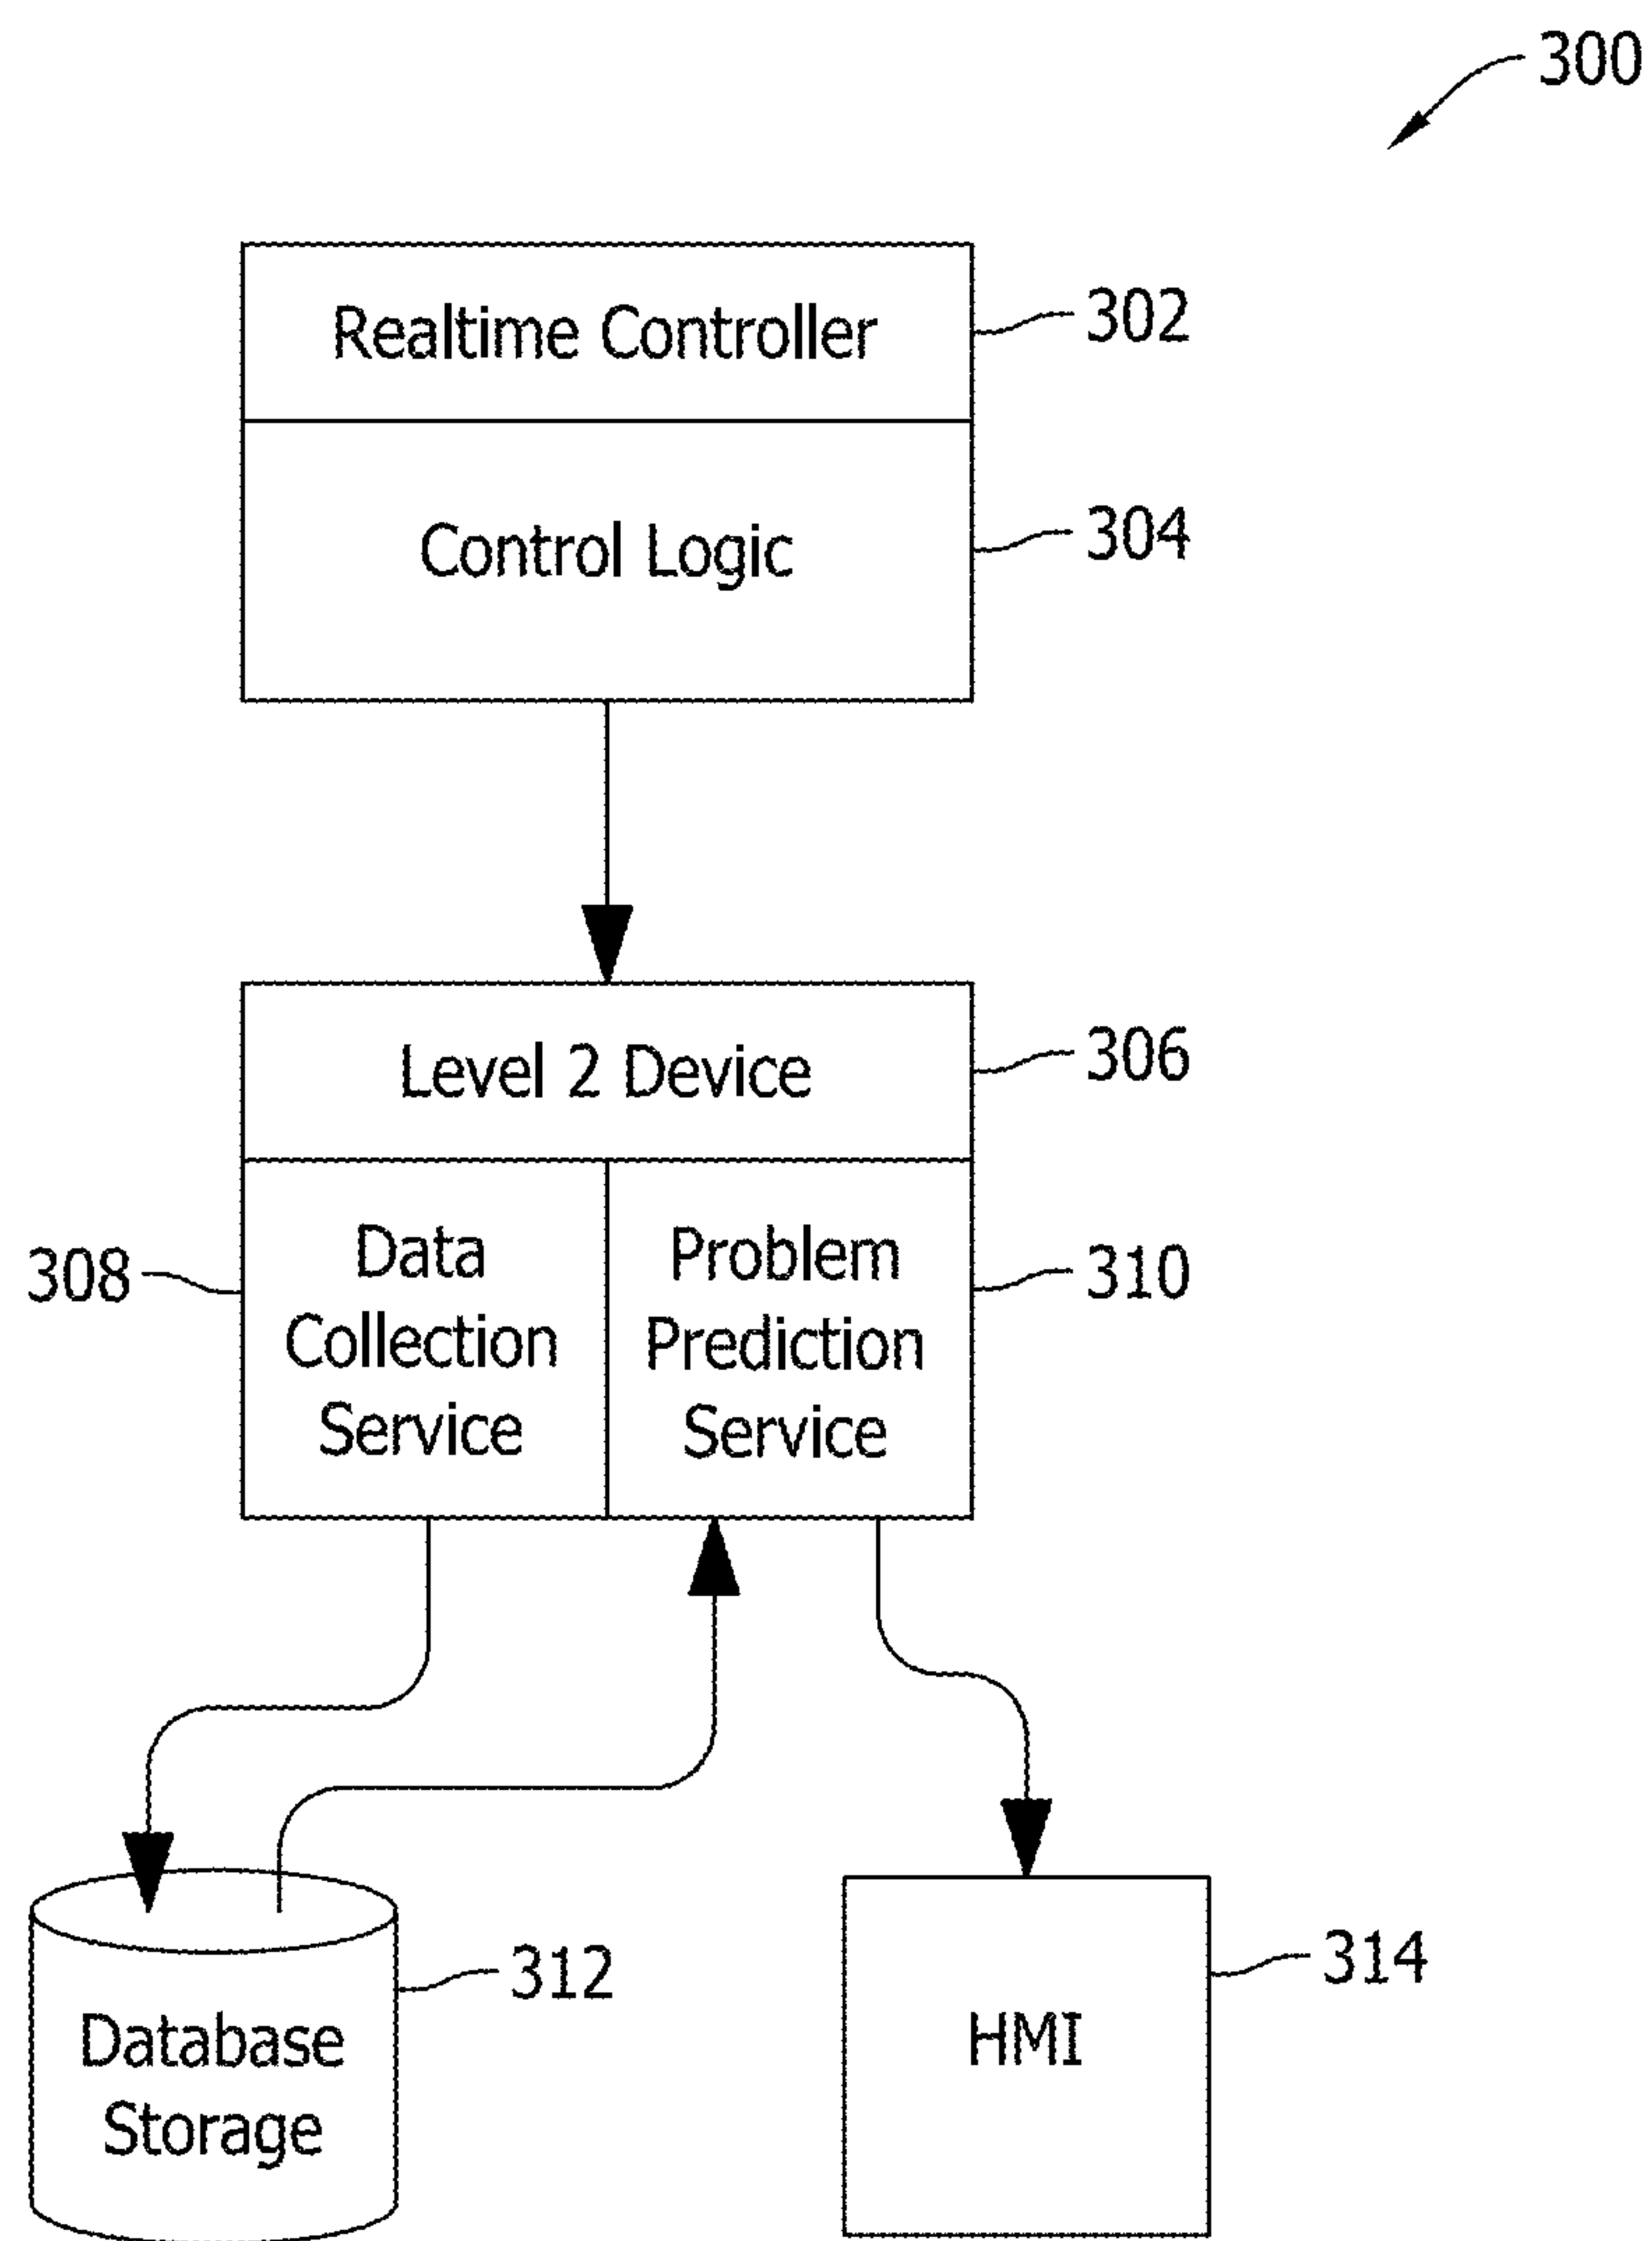 300
Realtime Controller
302
Control Logic
304
Level 2 Device
306
308
Data
Collection
Service
Problem
Prediction
Service
310
312
Database
Storage
HMI
314